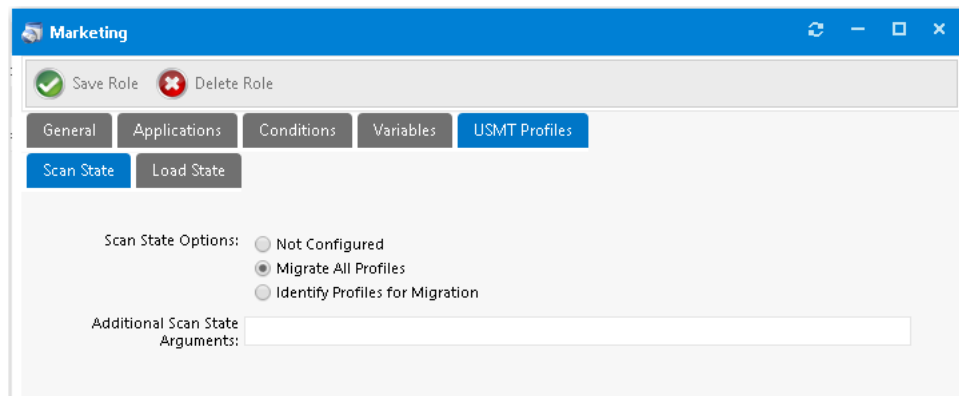 Marketing
Save Role Delete Role
General Applications Conditions Variables USMT Profiles
Scan State Load State
Scan State Options: Not Configured
Migrate All Profiles
Identify Profiles for Migration
Additional Scan State
Arguments: